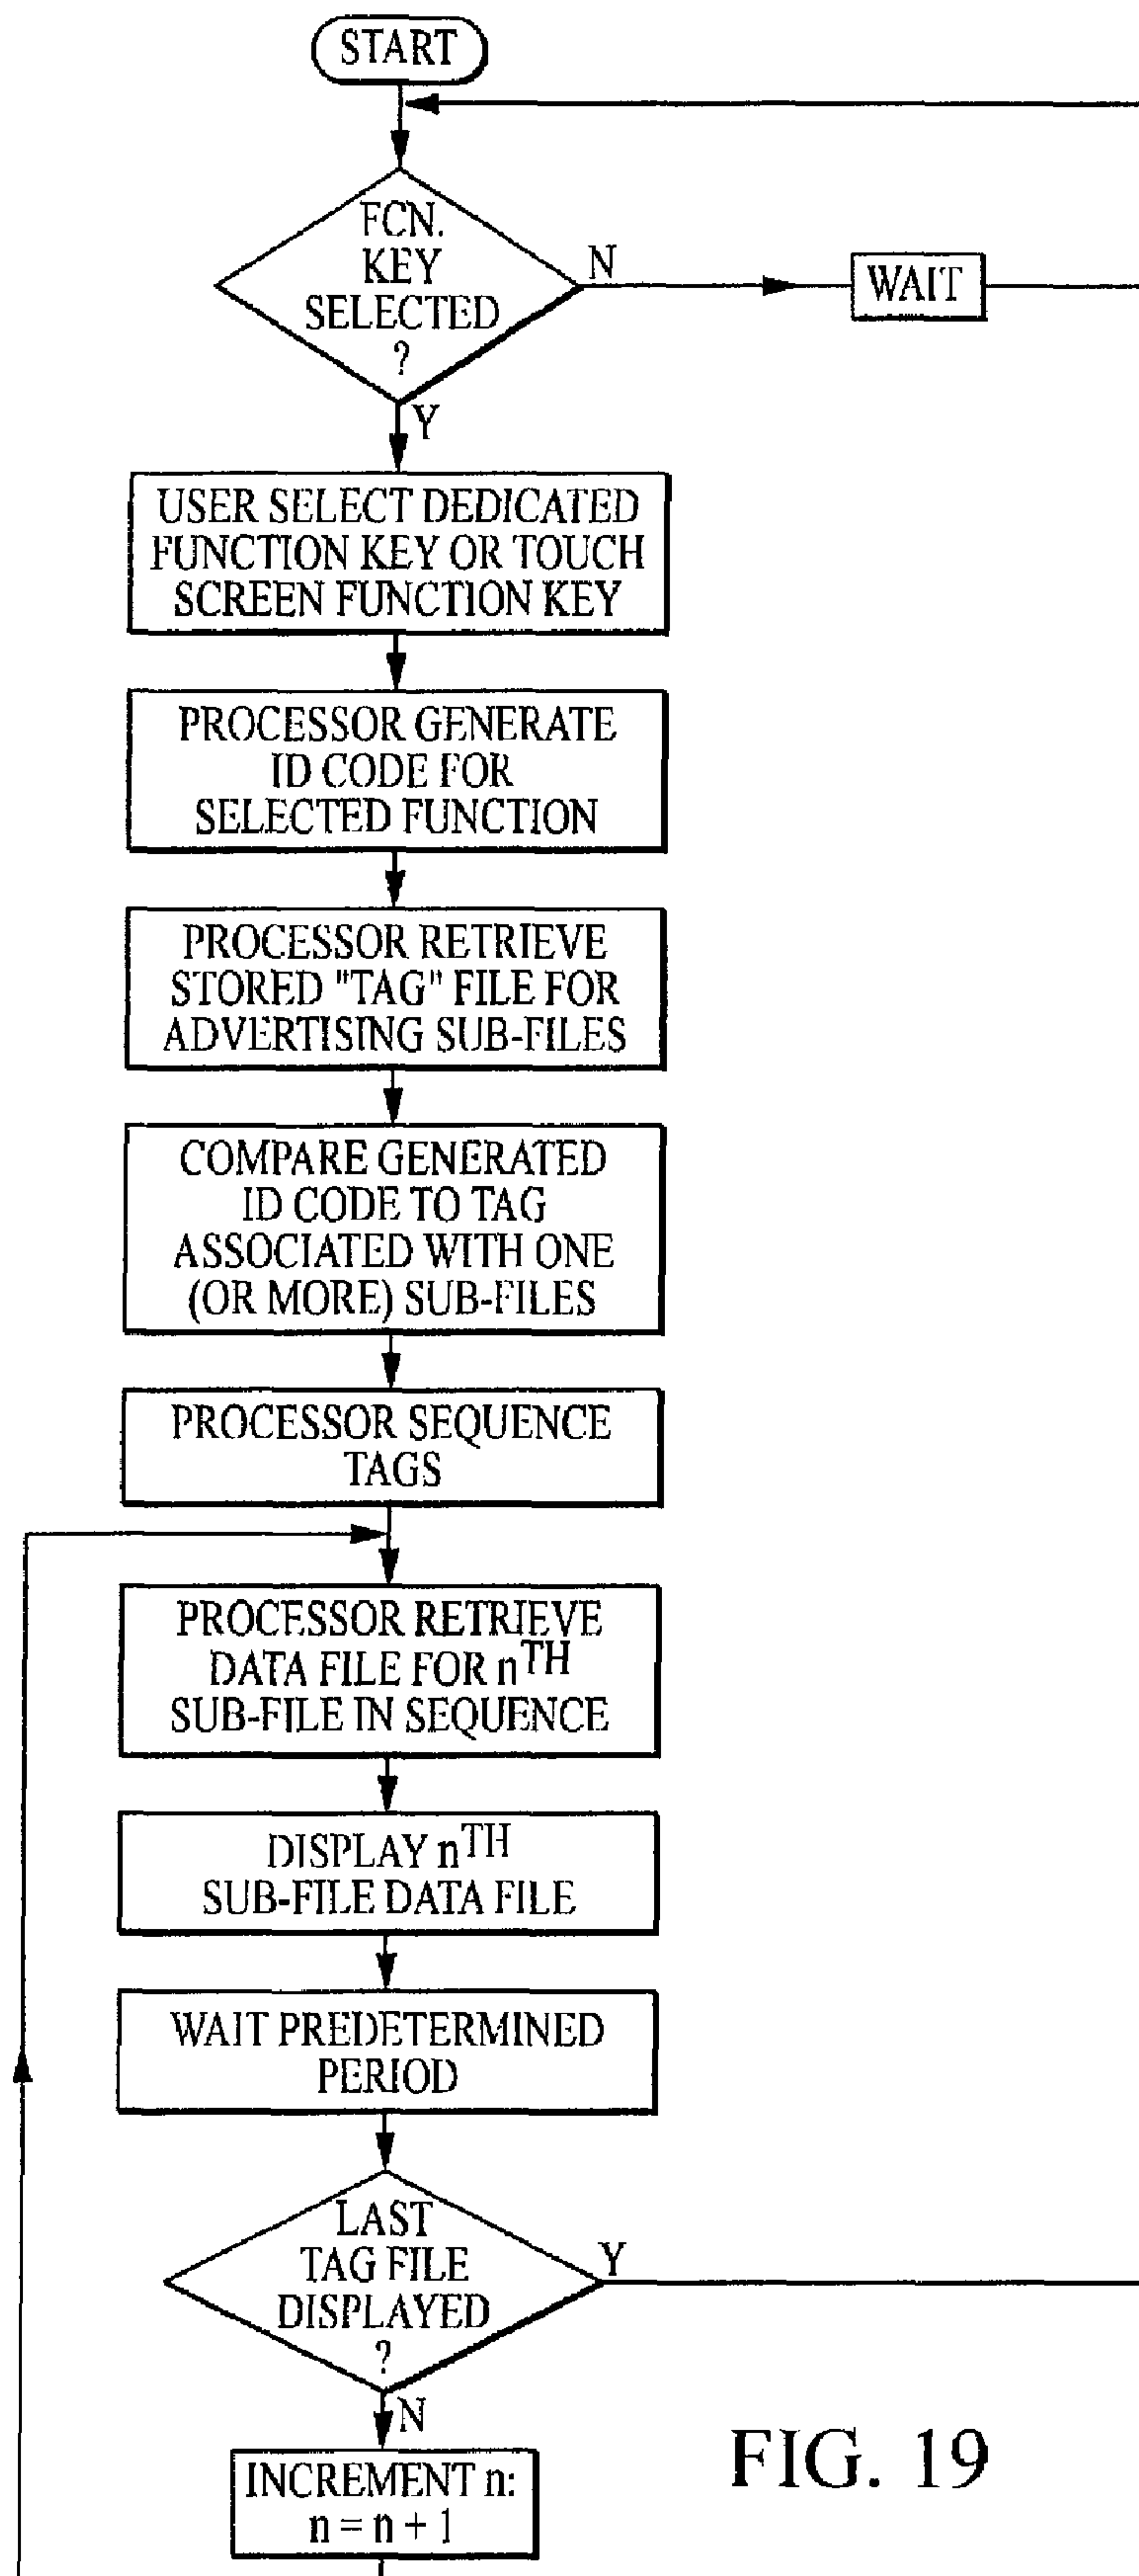 START
FCN.
KEY
SELECTED
?
N
WAIT
Y
USER SELECT DEDICATED
FUNCTION KEY OR TOUCH
SCREEN FUNCTION KEY
PROCESSOR GENERATE
ID CODE FOR
SELECTED FUNCTION
PROCESSOR RETRIEVE
STORED "TAG" FILE FOR
ADVERTISING SUB-FILES
COMPARE GENERATED
ID CODE TO TAG
ASSOCIATED WITH ONE
(OR MORE) SUB-FILES
PROCESSOR SEQUENCE
TAGS
PROCESSOR RETRIEVE
DATA FILE FOR nTH
SUB-FILE IN SEQUENCE
DISPLAY nTH
SUB-FILE DATA FILE
WAIT PREDETERMINED
PERIOD
LAST
TAG FILE
DISPLAYED
?
Y
N
INCREMENT n:
n = n + 1
FIG. 19